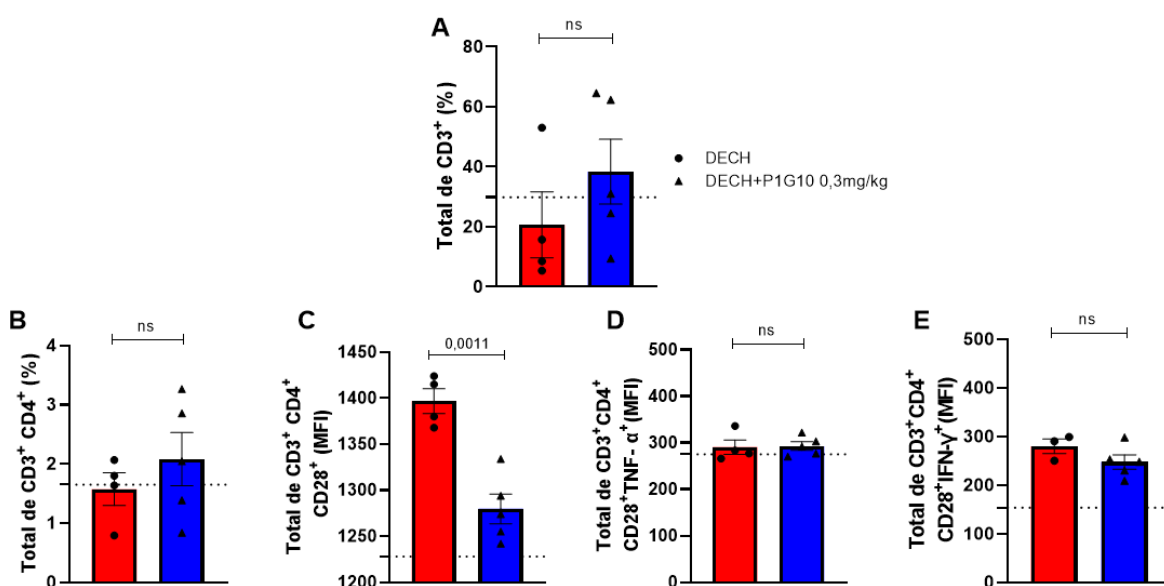 A
ns
80
60
40
20
0
Total de CD3⁺ (%)
DECH
DECH+P1G10 0,3mg/kg
B
ns
4
3
2
1
0
Total de CD3⁺ CD4⁺ (%)
C
0,0011
1450
1400
1350
1300
1250
1200
Total de CD3⁺ CD4⁺
CD28⁺ (MFI)
D
ns
500
400
300
200
100
0
Total de CD3⁺CD4⁺
CD28⁺TNF- α⁺(MFI)
E
ns
500
400
300
200
100
0
Total de CD3⁺CD4⁺
CD28⁺IFN-γ⁺(MFI)